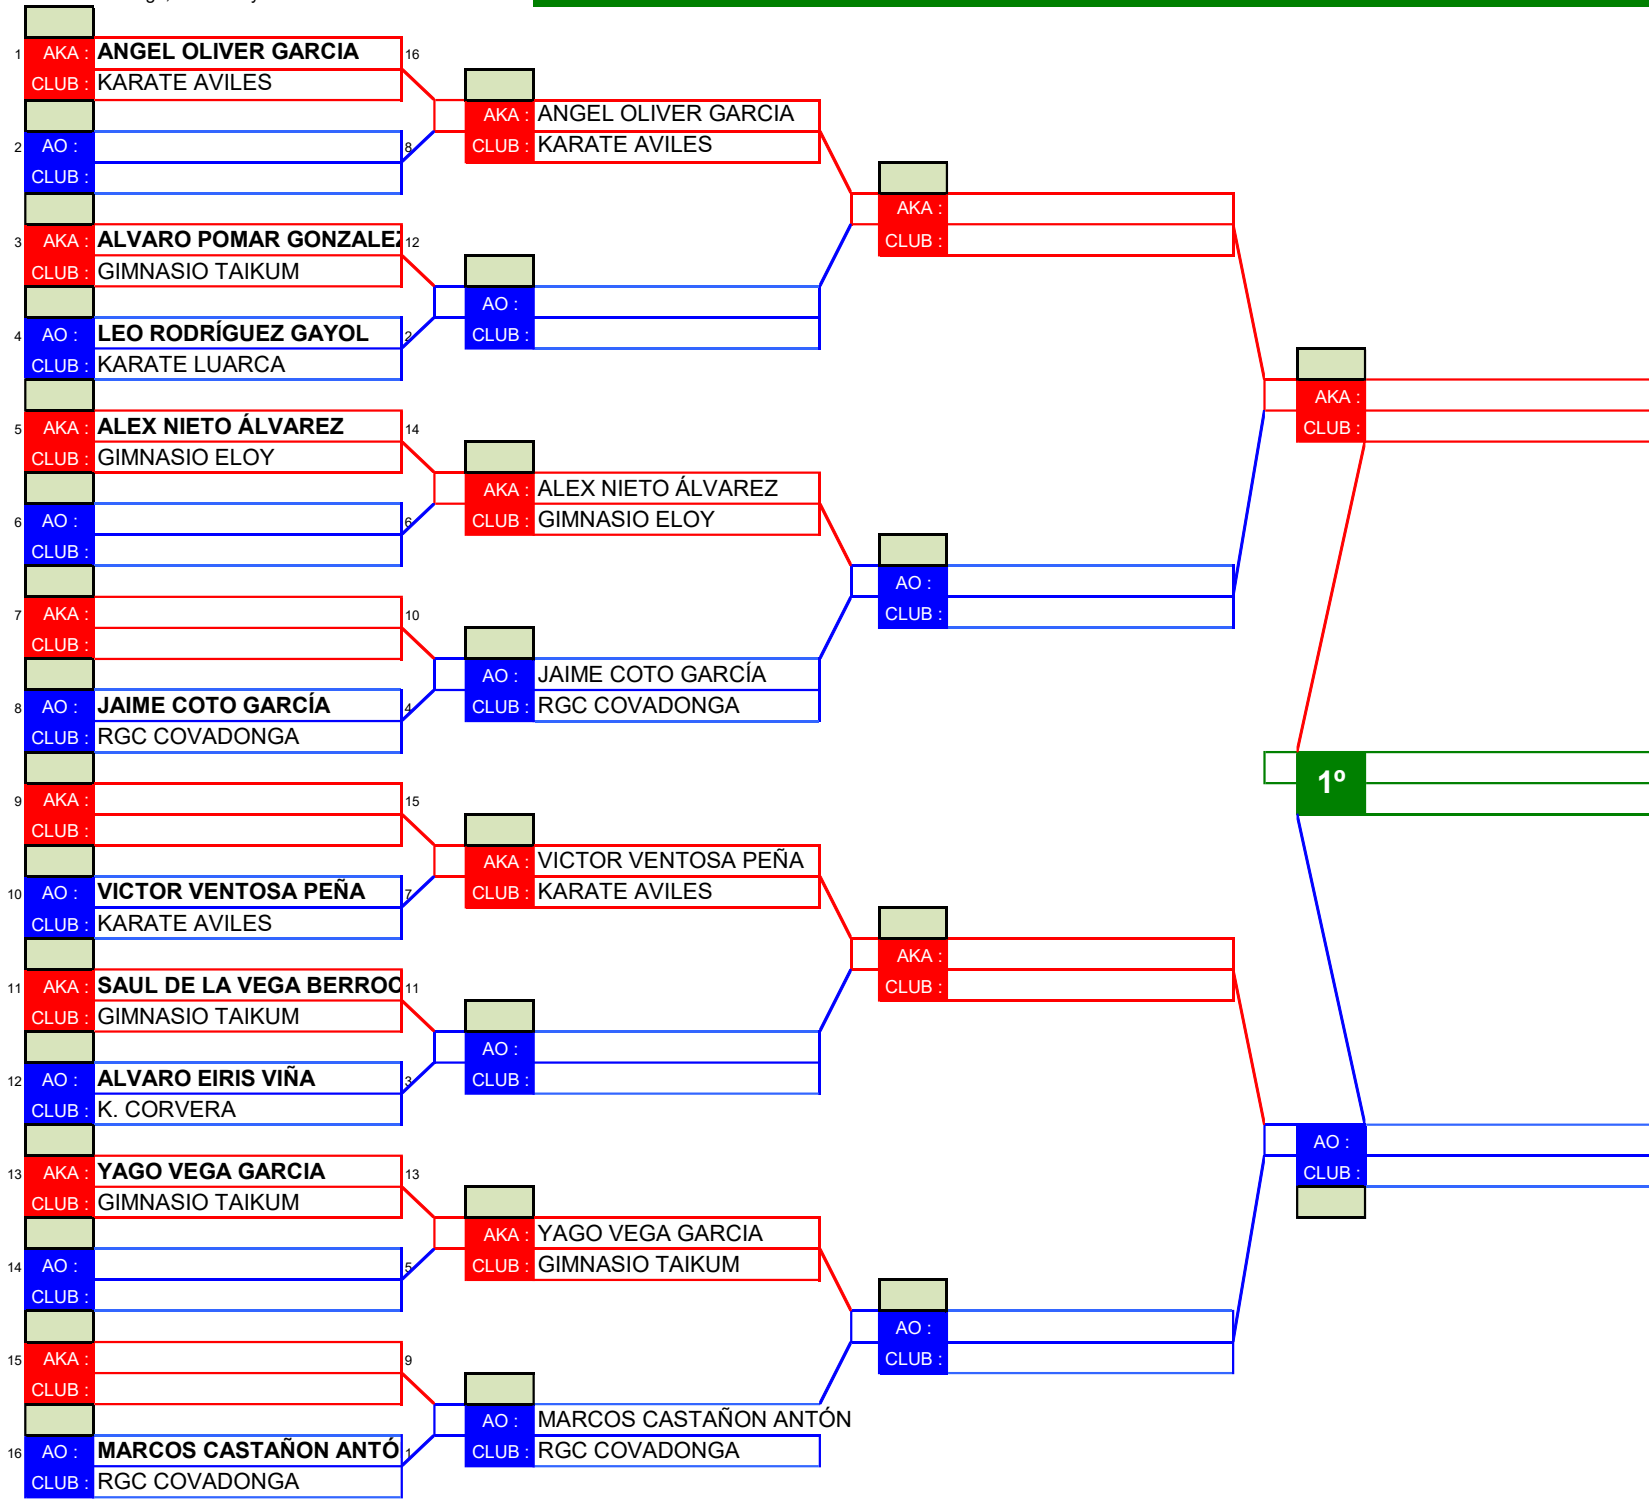 1 AKA : ANGEL OLIVER GARCIA 16
CLUB : KARATE AVILES
AKA : ANGEL OLIVER GARCIA
2 AO : 8
CLUB : KARATE AVILES
CLUB :
AKA :
3 AKA : ALVARO POMAR GONZALEZ 12
CLUB :
CLUB : GIMNASIO TAIKUM
AO :
4 AO : LEO RODRÍGUEZ GAYOL 2
CLUB :
CLUB : KARATE LUARCA
AKA :
5 AKA : ALEX NIETO ÁLVAREZ 14
CLUB :
CLUB : GIMNASIO ELOY
AKA : ALEX NIETO ÁLVAREZ
6 AO : 6
CLUB : GIMNASIO ELOY
CLUB :
AO :
7 AKA : 10
CLUB :
CLUB :
AO : JAIME COTO GARCÍA
8 AO : JAIME COTO GARCÍA 4
CLUB : RGC COVADONGA
CLUB : RGC COVADONGA
1º
9 AKA : 15
CLUB :
AKA : VICTOR VENTOSA PEÑA
10 AO : VICTOR VENTOSA PEÑA 7
CLUB : KARATE AVILES
CLUB : KARATE AVILES
AKA :
11 AKA : SAUL DE LA VEGA BERROC 11
CLUB :
CLUB : GIMNASIO TAIKUM
AO :
12 AO : ALVARO EIRIS VIÑA 3
CLUB :
CLUB : K. CORVERA
AO :
13 AKA : YAGO VEGA GARCIA 13
CLUB :
CLUB : GIMNASIO TAIKUM
AKA : YAGO VEGA GARCIA
14 AO : 5
CLUB : GIMNASIO TAIKUM
CLUB :
AO :
15 AKA : 9
CLUB :
CLUB :
AO : MARCOS CASTAÑON ANTÓN
16 AO : MARCOS CASTAÑON ANTÓ 1
CLUB : RGC COVADONGA
CLUB : RGC COVADONGA